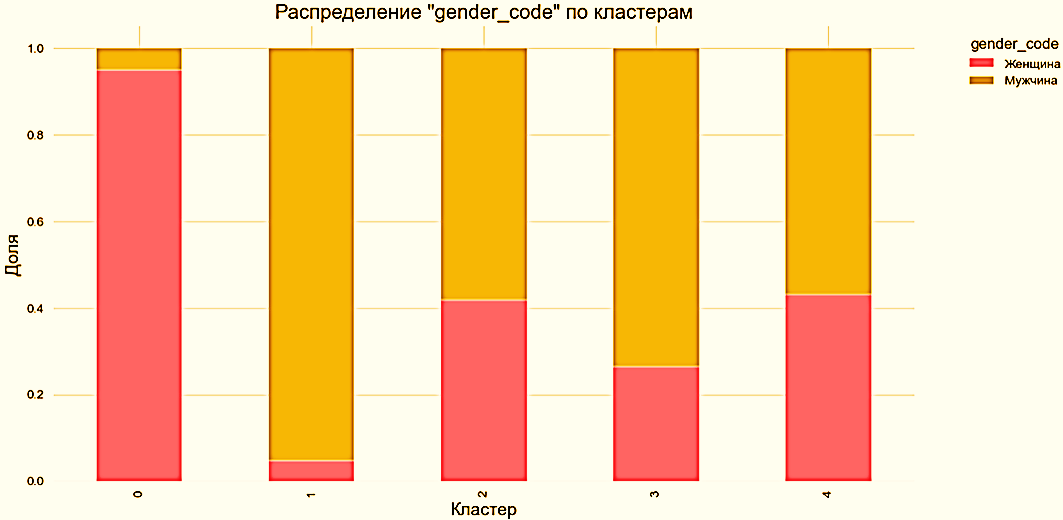 Распределение "gender_code" по кластерам
gender_code
Женщина
Мужчина
1.0
0.8
0.6
0.4
0.2
0.0
Доля
0
1
2
3
4
Кластер